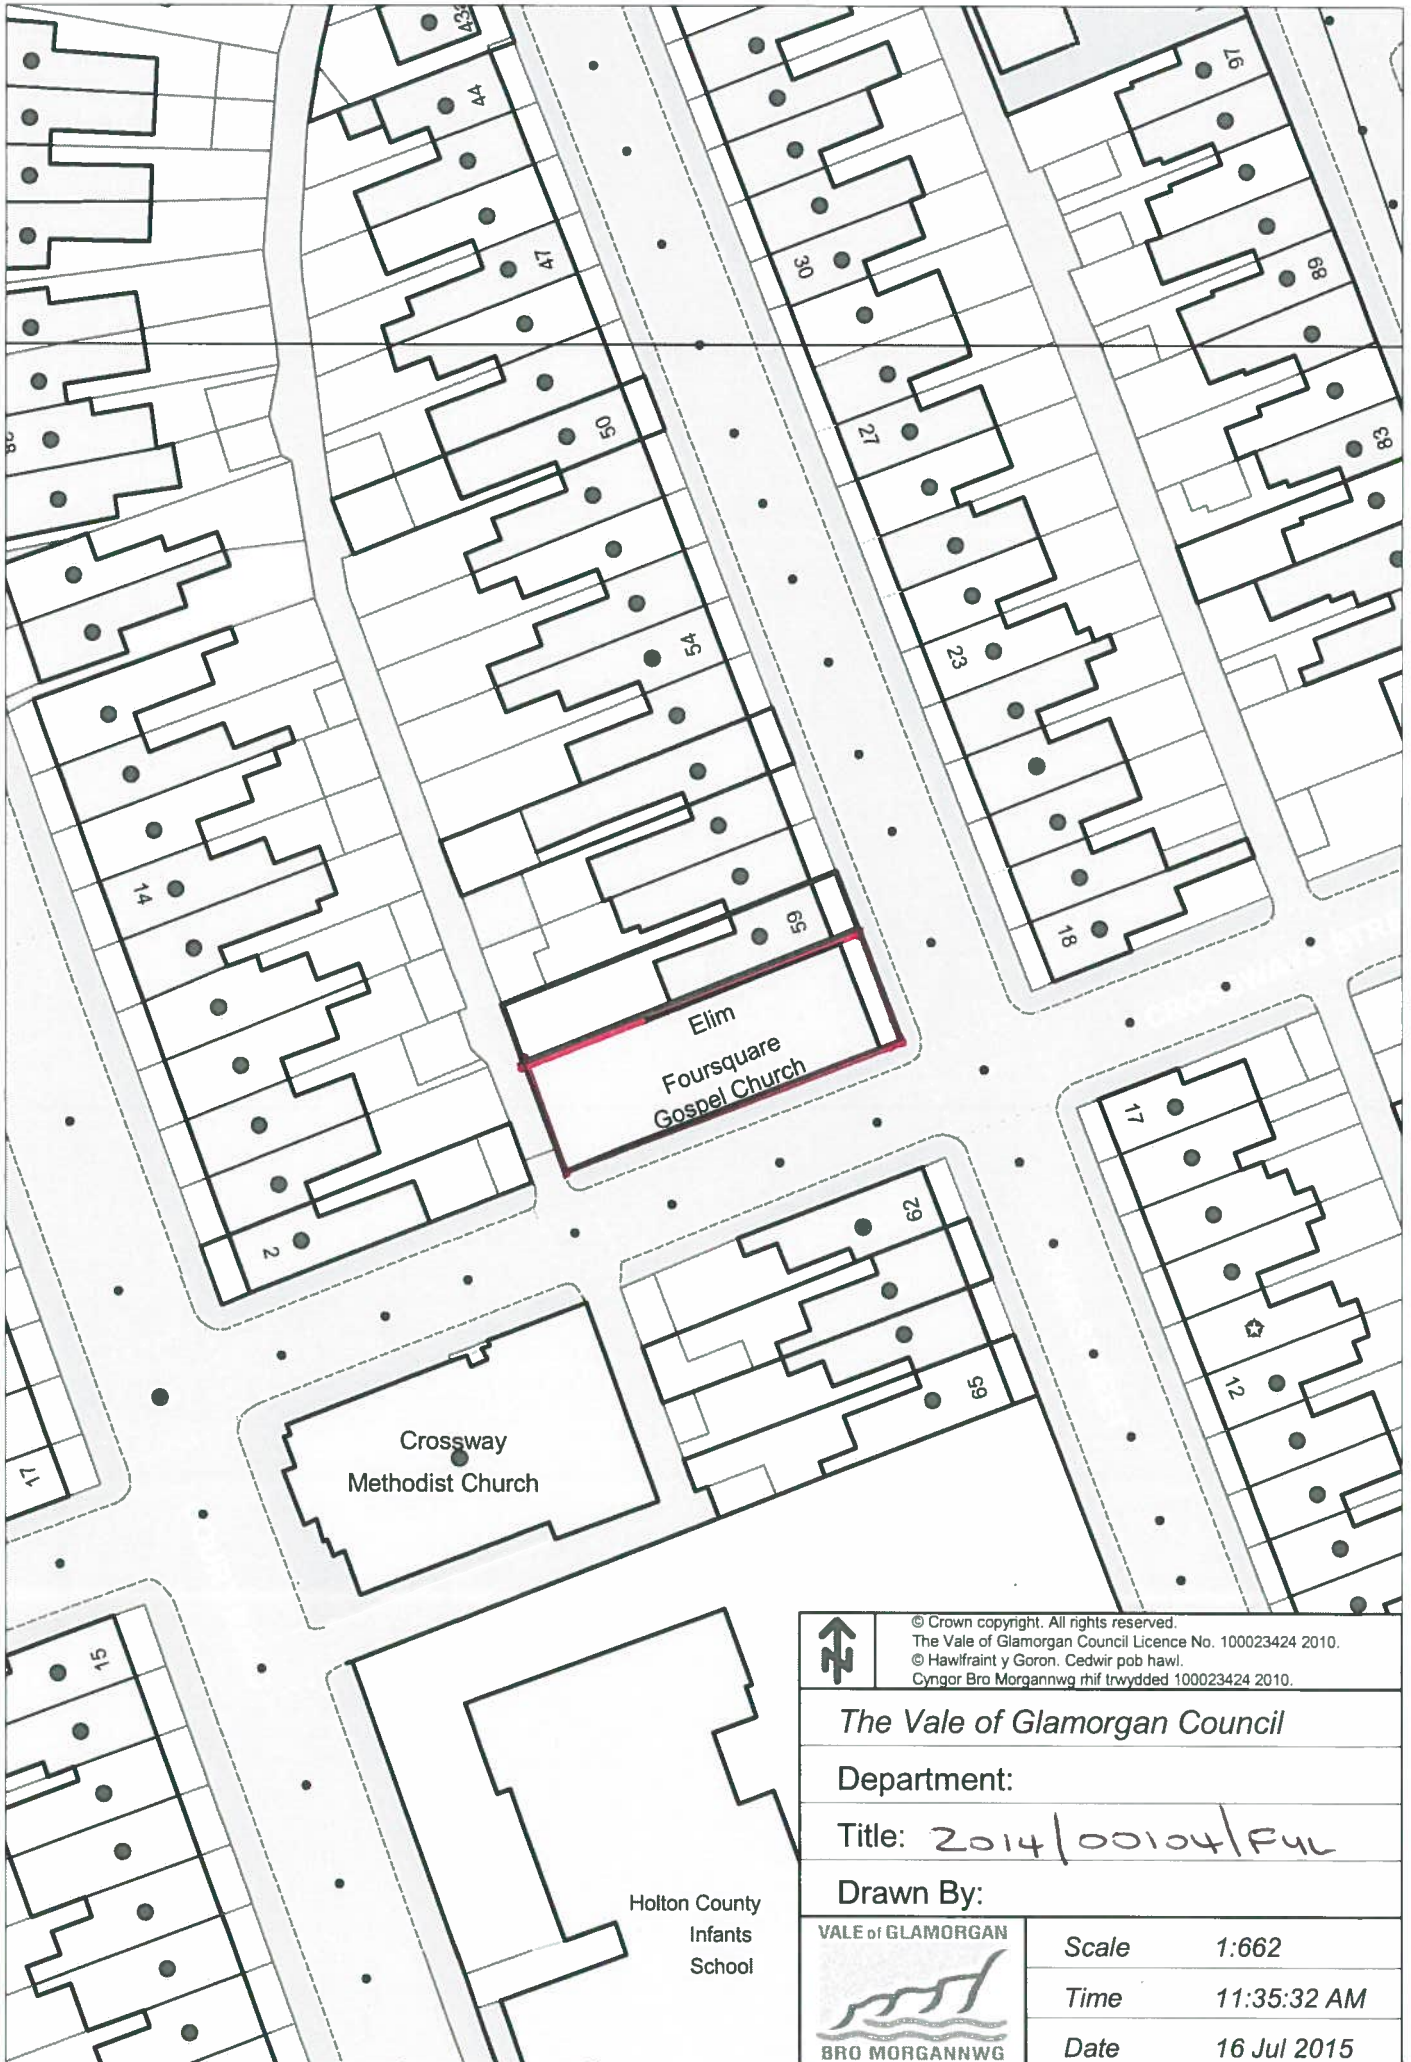 43a
44
97
47
30
89
50
27
83
54
23
14
59
18
Elim
Foursquare
Gospel Church
CROSSWAYS STRE
17
62
2
65
12
Crossway
Methodist Church
17
15
© Crown copyright. All rights reserved.
The Vale of Glamorgan Council Licence No. 100023424 2010.
© Hawlfraint y Goron. Cedwir pob hawl.
Cyngor Bro Morgannwg rhif trwydded 100023424 2010.
N
The Vale of Glamorgan Council
Department:
Title: 2014/00104/FUL
Drawn By:
Holton County
Infants
School
VALE of GLAMORGAN
BRO MORGANNWG
Scale 1:662
Time 11:35:32 AM
Date 16 Jul 2015